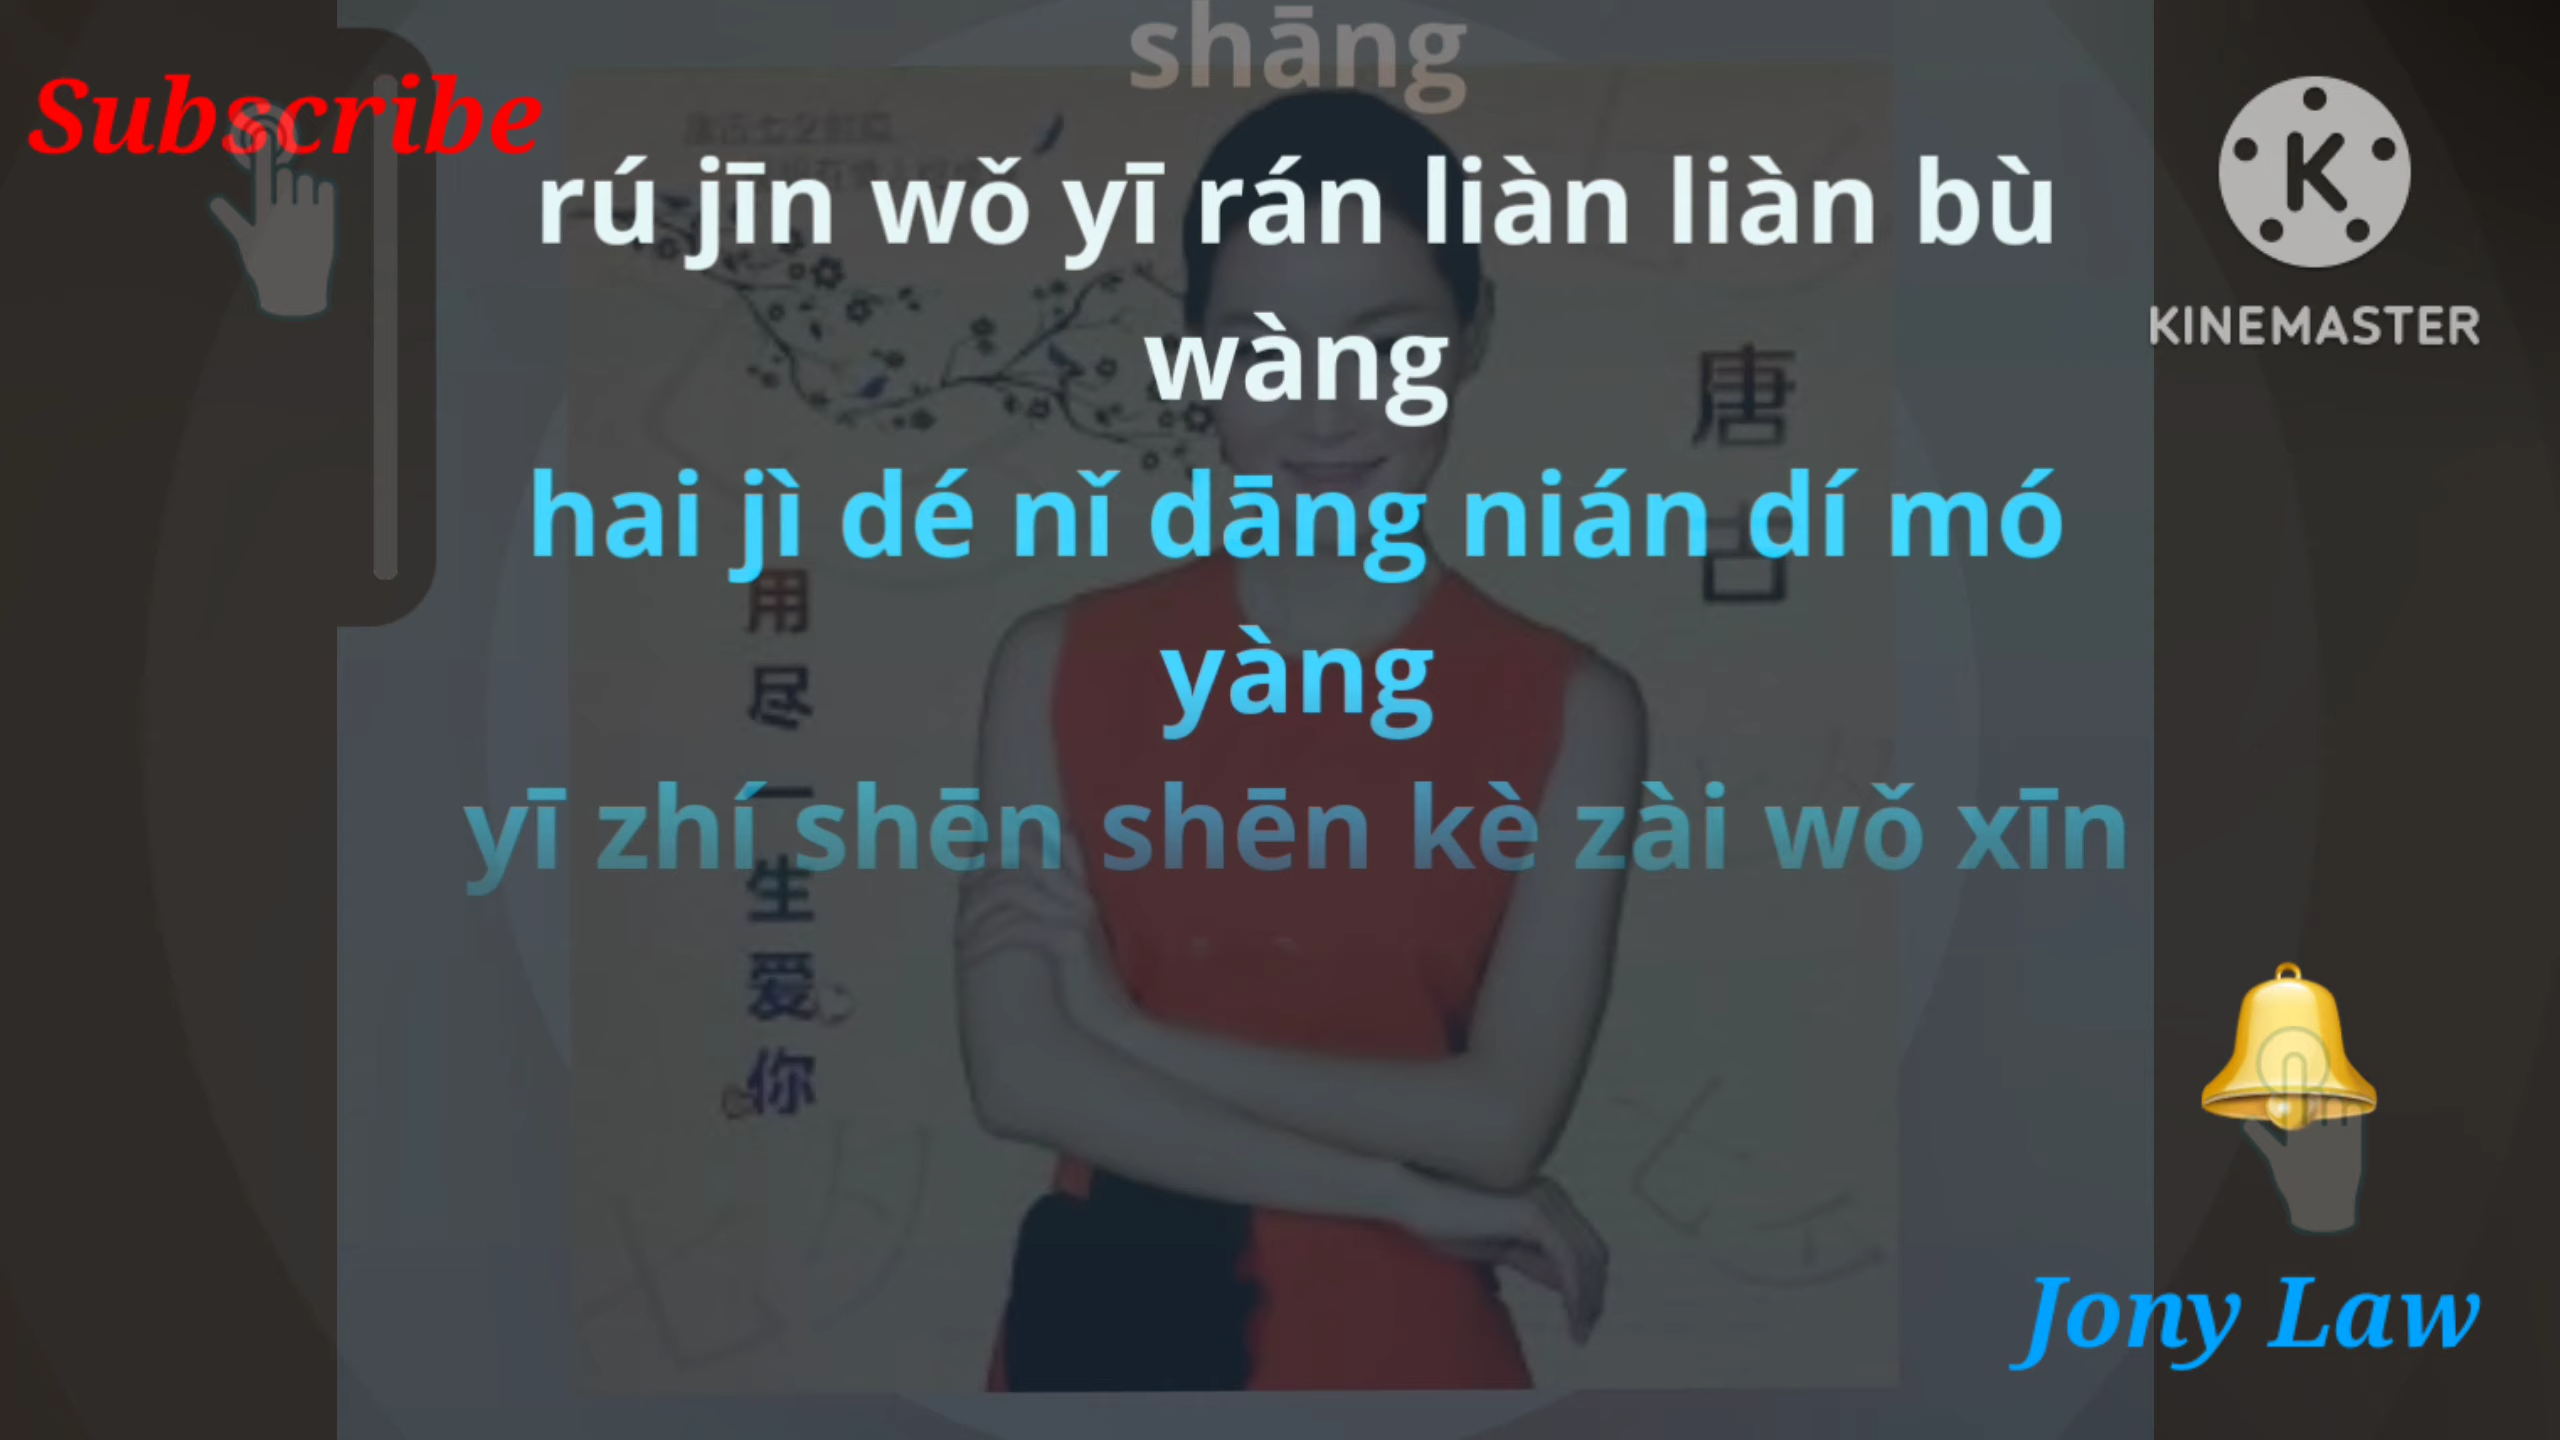 shāng
Subscribe
rú jīn wǒ yī rán liàn liàn bù
wàng
KINEMASTER
hai jì dé nǐ dāng nián dí mó
yàng
yī zhí shēn shēn kè zài wǒ xīn
唐古
用尽一生爱你
Jony Law